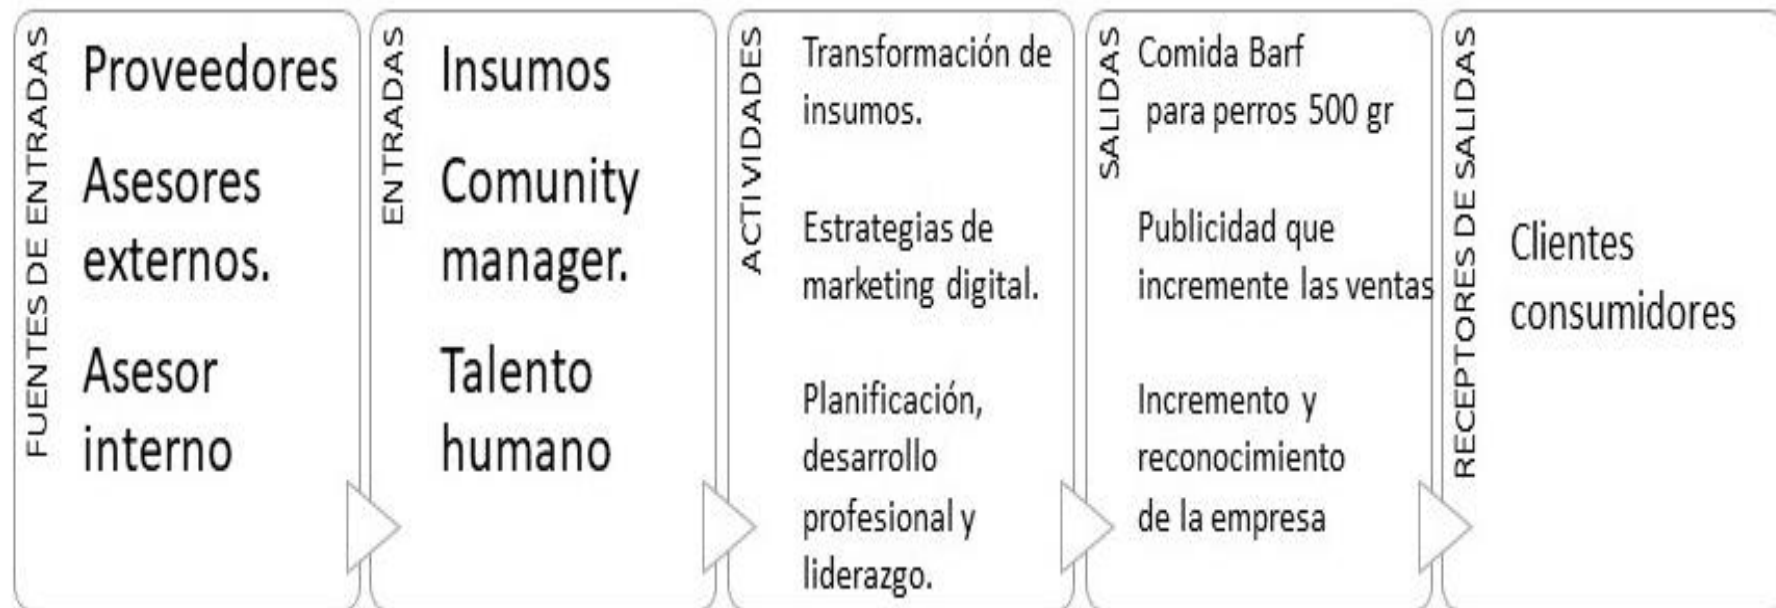 FUENTES DE ENTRADAS
Proveedores
Asesores
externos.
Asesor
interno
ENTRADAS
Insumos
Comunity
manager.
Talento
humano
ACTIVIDADES
Transformación de
insumos.
Estrategias de
marketing digital.
Planificación,
desarrollo
profesional y
liderazgo.
SALIDAS
Comida Barf
para perros 500 gr
Publicidad que
incremente las ventas
Incremento y
reconocimiento
de la empresa
RECEPTORES DE SALIDAS
Clientes
consumidores